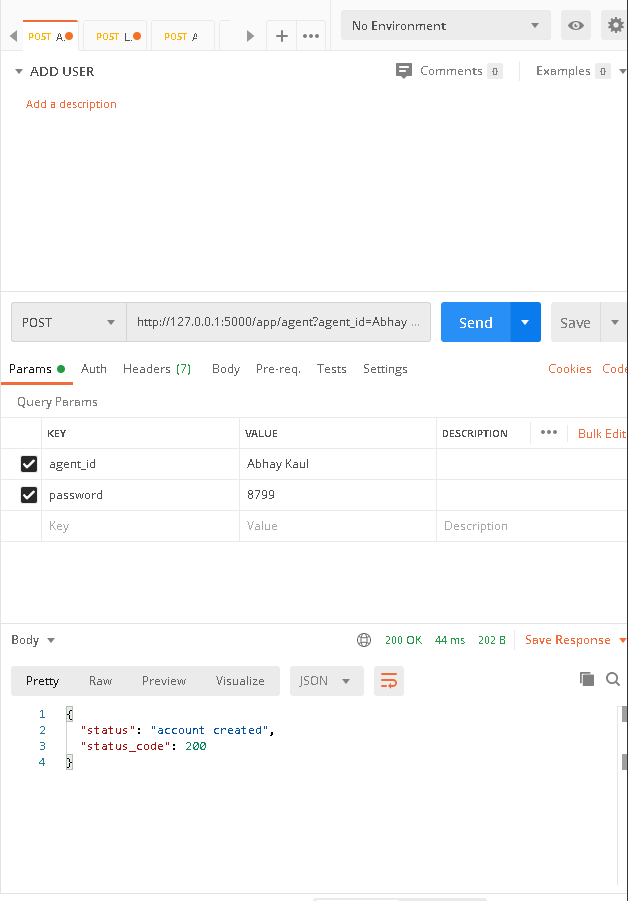 POST A. POST L. POST A + ••• No Environment
ADD USER Comments 0 Examples 0
Add a description
POST http://127.0.0.1:5000/app/agent?agent_id=Abhay ... Send Save
Params Auth Headers (7) Body Pre-req. Tests Settings Cookies Code
Query Params
KEY VALUE DESCRIPTION ••• Bulk Edit
agent_id Abhay Kaul
password 8799
Key Value Description
Body 200 OK 44 ms 202 B Save Response
Pretty Raw Preview Visualize JSON
1 {
2 "status": "account created",
3 "status_code": 200
4 }